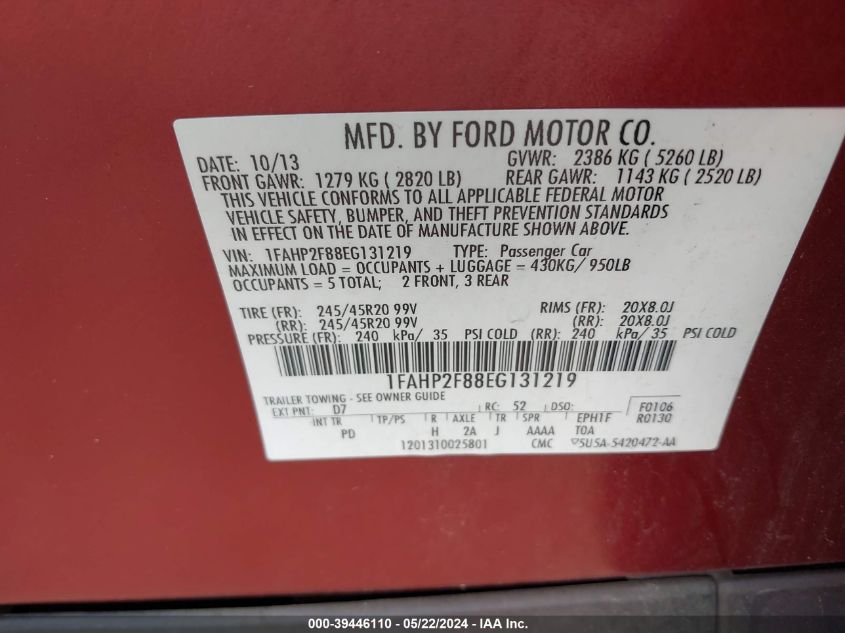 MFD. BY FORD MOTOR CO.
DATE: 10/13 GVWR: 2386 KG ( 5260 LB)
FRONT GAWR: 1279 KG ( 2820 LB) REAR GAWR: 1143 KG ( 2520 LB)
THIS VEHICLE CONFORMS TO ALL APPLICABLE FEDERAL MOTOR
VEHICLE SAFETY, BUMPER, AND THEFT PREVENTION STANDARDS
IN EFFECT ON THE DATE OF MANUFACTURE SHOWN ABOVE.
VIN: 1FAHP2F88EG131219 TYPE: Passenger Car
MAXIMUM LOAD = OCCUPANTS + LUGGAGE = 430KG/ 950LB
OCCUPANTS = 5 TOTAL; 2 FRONT, 3 REAR
TIRE (FR): 245/45R20 99V RIMS (FR): 20X8.0J
(RR): 245/45R20 99V (RR): 20X8.0J
PRESSURE (FR): 240 kPa/ 35 PSI COLD (RR): 240 kPa/ 35 PSI COLD
1FAHP2F88EG131219
TRAILER TOWING - SEE OWNER GUIDE
EXT PNT: D7 RC: 52 DSO: F0106
INT TR TP/PS R AXLE TR SPR EPH1F R0130
PD H 2A J AAAA TOA
1201310025801 CMC 5U5A-5420472-AA
000-39446110 - 05/22/2024 - IAA Inc.